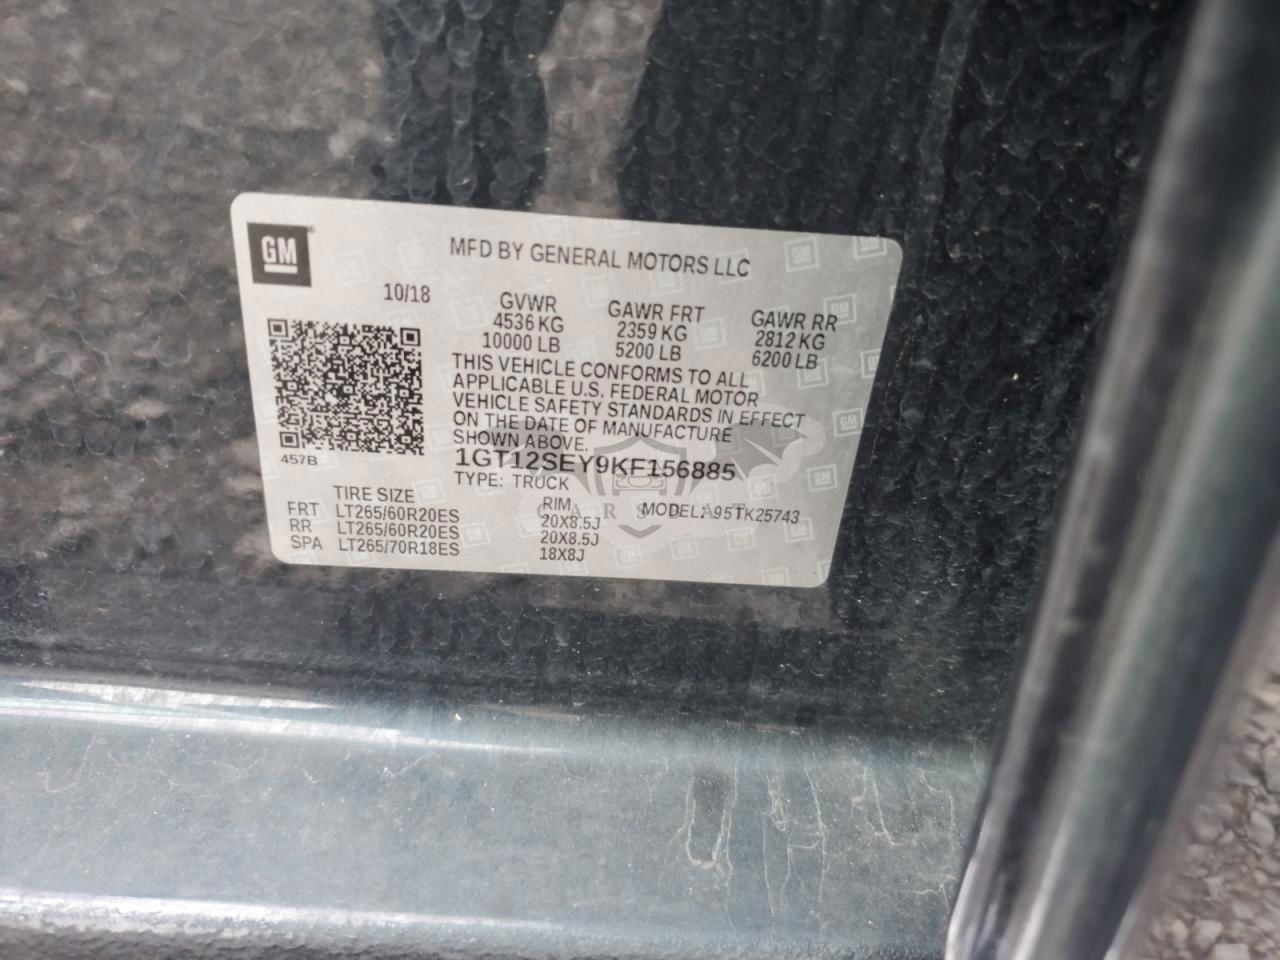 GM
MFD BY GENERAL MOTORS LLC
10/18
GVWR
4536 KG
10000 LB
GAWR FRT
2359 KG
5200 LB
GAWR RR
2812 KG
6200 LB
THIS VEHICLE CONFORMS TO ALL
APPLICABLE U.S. FEDERAL MOTOR
VEHICLE SAFETY STANDARDS IN EFFECT
ON THE DATE OF MANUFACTURE
SHOWN ABOVE.
457B
1GT12SEY9KF156885
TYPE: TRUCK
TIRE SIZE
RIM
MODEL: 95TK25743
FRT LT265/60R20ES 20X8.5J
RR LT265/60R20ES 20X8.5J
SPA LT265/70R18ES 18X8J